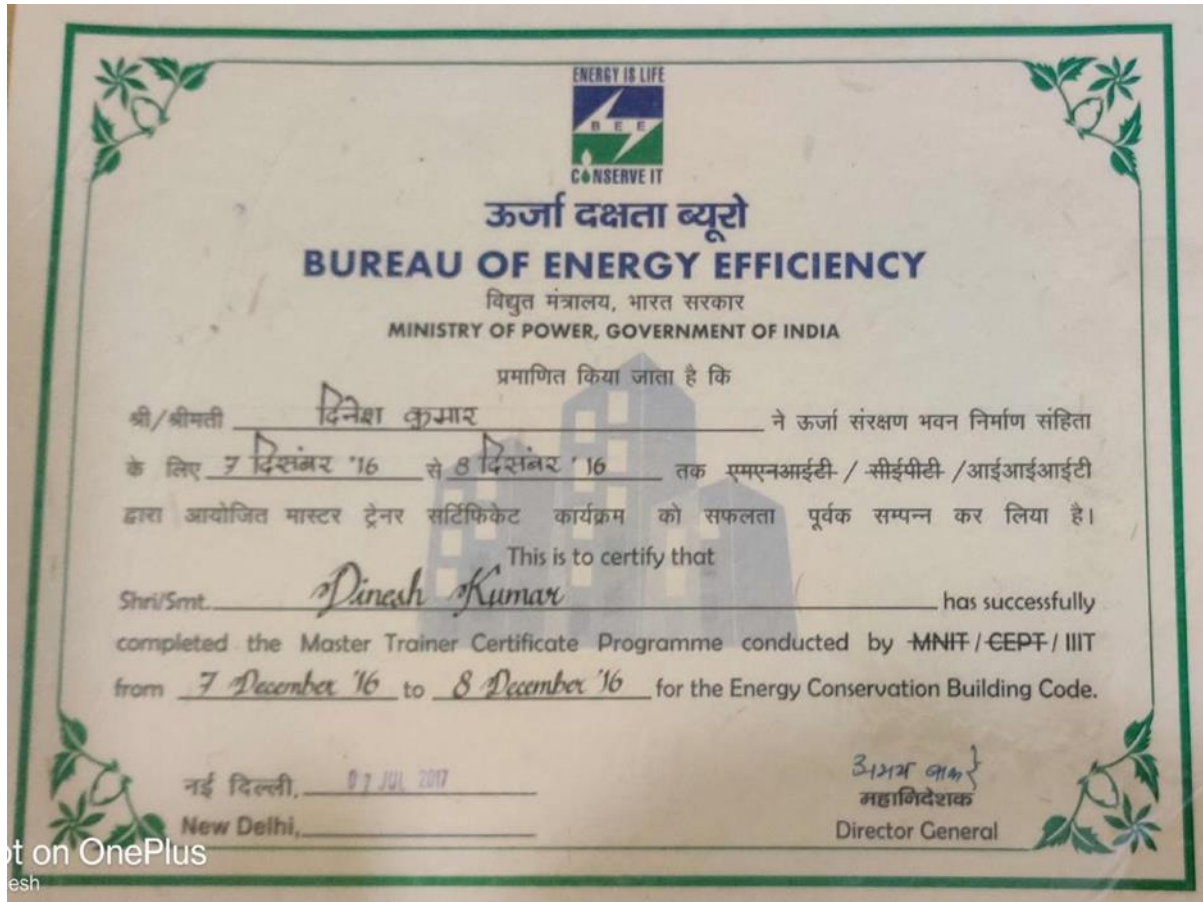 ENERGY IS LIFE
BEE
CONSERVE IT
ऊर्जा दक्षता ब्यूरो
BUREAU OF ENERGY EFFICIENCY
विद्युत मंत्रालय, भारत सरकार
MINISTRY OF POWER, GOVERNMENT OF INDIA
प्रमाणित किया जाता है कि
श्री/श्रीमती दिनेश कुमार ने ऊर्जा संरक्षण भवन निर्माण संहिता
के लिए 7 दिसंबर '16 से 8 दिसंबर '16 तक एमएनआईटी / सीईपीटी /आईआईआईटी
द्वारा आयोजित मास्टर ट्रेनर सर्टिफिकेट कार्यक्रम को सफलता पूर्वक सम्पन्न कर लिया है।
This is to certify that
Shri/Smt. Dinesh Kumar has successfully
completed the Master Trainer Certificate Programme conducted by MNIT / CEPT / IIIT
from 7 December '16 to 8 December '16 for the Energy Conservation Building Code.
नई दिल्ली, 07 JUL 2017
New Delhi,
अभय बाकरे
महानिदेशक
Director General
ot on OnePlus
esh